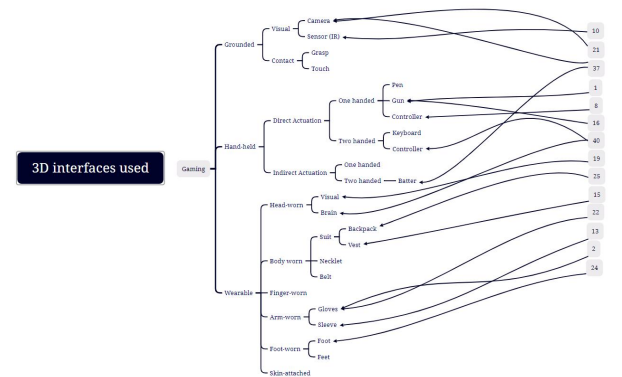 3D interfaces used
Gaming
Grounded
Visual
Camera
Sensor (IR)
Contact
Grasp
Touch
Hand-held
Direct Actuation
One handed
Pen
Gun
Controller
Two handed
Keyboard
Controller
Indirect Actuation
One handed
Two handed
Batter
Wearable
Head-worn
Visual
Brain
Body worn
Suit
Backpack
Vest
Necklet
Belt
Finger-worn
Arm-worn
Gloves
Sleeve
Foot-worn
Foot
Feet
Skin-attached
10
21
37
1
8
16
40
19
25
15
22
13
2
24